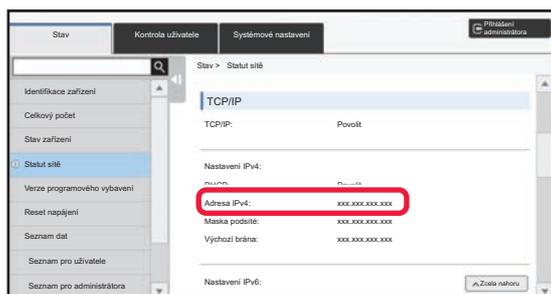 Stav
Kontrola uživatele
Systémové nastavení
Přihlášení
administrátora
Stav > Statut sítě
Identifikace zařízení
Celkový počet
Stav zařízení
Statut sítě
Verze programového vybavení
Reset napájení
Seznam dat
Seznam pro uživatele
Seznam pro administrátora
TCP/IP
TCP/IP: Povolit
Nastavení IPv4:
DHCP: Povolit
Adresa IPv4: xxx.xxx.xxx.xxx
Maska podsítě: xxx.xxx.xxx.xxx
Výchozí brána: xxx.xxx.xxx.xxx
Nastavení IPv6:
Zcela nahoru